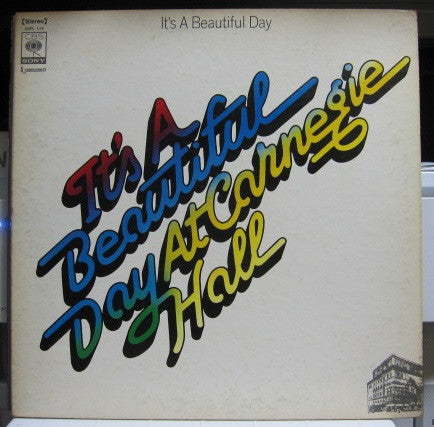 [Stereo]
It's A Beautiful Day
CBS
SONY
It's A
Beautiful
Day At Carnegie
Hall